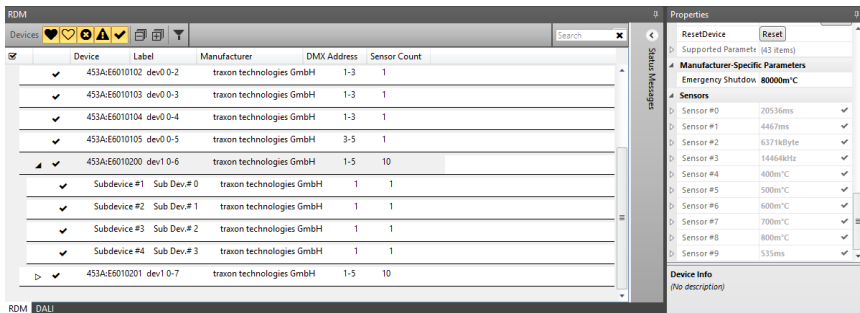 RDM
Devices
Search
Device Label Manufacturer DMX Address Sensor Count
453A:E6010102 dev0 0-2 traxon technologies GmbH 1-3 1
453A:E6010103 dev0 0-3 traxon technologies GmbH 1-3 1
453A:E6010104 dev0 0-4 traxon technologies GmbH 1-3 1
453A:E6010105 dev0 0-5 traxon technologies GmbH 3-5 1
453A:E6010200 dev1 0-6 traxon technologies GmbH 1-5 10
Subdevice #1 Sub Dev.# 0 traxon technologies GmbH 1 1
Subdevice #2 Sub Dev.# 1 traxon technologies GmbH 1 1
Subdevice #3 Sub Dev.# 2 traxon technologies GmbH 1 1
Subdevice #4 Sub Dev.# 3 traxon technologies GmbH 1 1
453A:E6010201 dev1 0-7 traxon technologies GmbH 1-5 10
RDM DALI
Status Messages
Properties
ResetDevice Reset
Supported Paramete (43 items)
Manufacturer-Specific Parameters
Emergency Shutdow 80000m°C
Sensors
Sensor #0 20536ms
Sensor #1 4467ms
Sensor #2 6371kByte
Sensor #3 14464kHz
Sensor #4 400m°C
Sensor #5 500m°C
Sensor #6 600m°C
Sensor #7 700m°C
Sensor #8 800m°C
Sensor #9 535ms
Device Info
(No description)